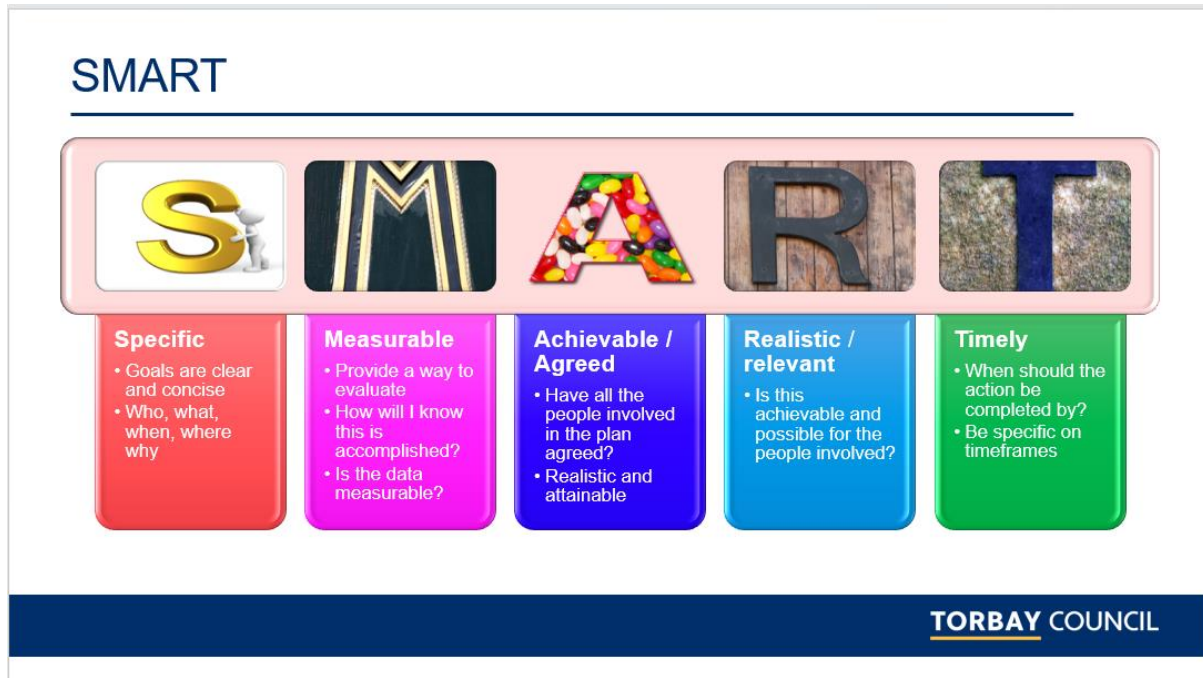 SMART
S
M
A
R
T
Specific
• Goals are clear
and concise
• Who, what,
when, where
why
Measurable
• Provide a way to
evaluate
• How will I know
this is
accomplished?
• Is the data
measurable?
Achievable /
Agreed
• Have all the
people involved
in the plan
agreed?
• Realistic and
attainable
Realistic /
relevant
• Is this
achievable and
possible for the
people involved?
Timely
• When should the
action be
completed by?
• Be specific on
timeframes
TORBAY COUNCIL